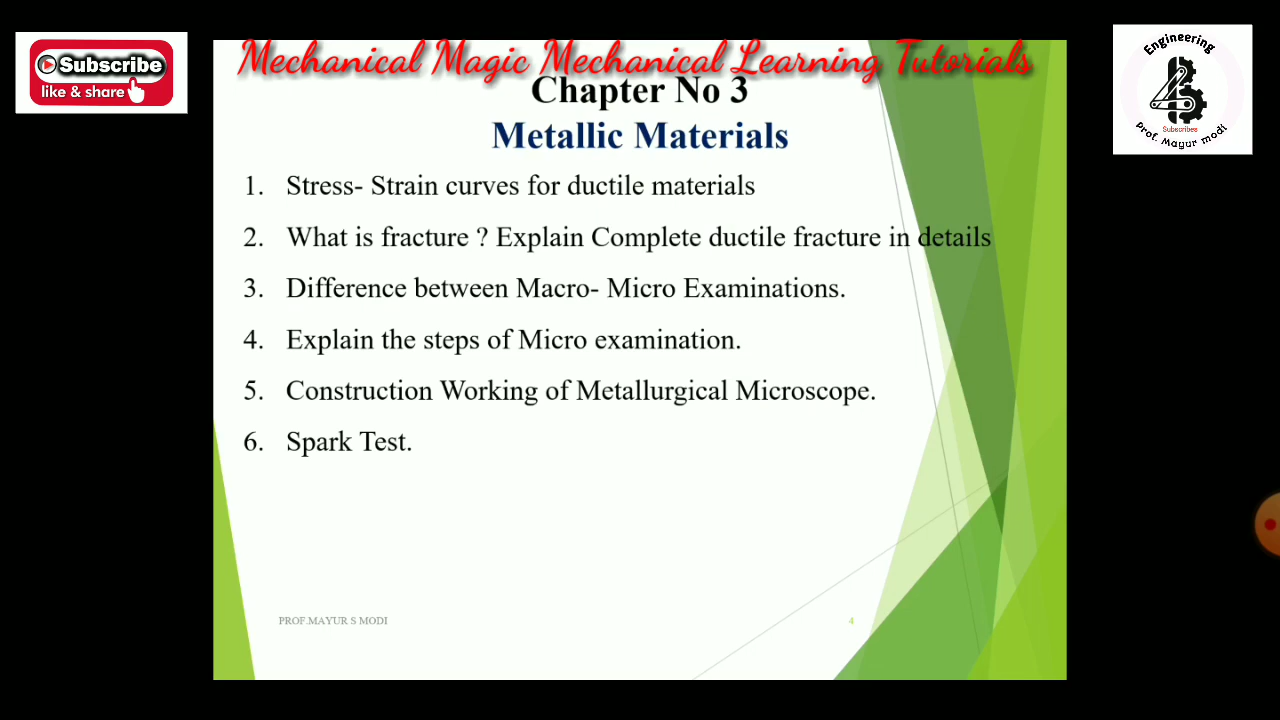 Subscribe
like & share
Mechanical Magic Mechanical Learning Tutorials
Engineering
4
Subscribes
Prof. Mayur modi
Chapter No 3
Metallic Materials
1. Stress- Strain curves for ductile materials
2. What is fracture ? Explain Complete ductile fracture in details
3. Difference between Macro- Micro Examinations.
4. Explain the steps of Micro examination.
5. Construction Working of Metallurgical Microscope.
6. Spark Test.
PROF.MAYUR S MODI
4